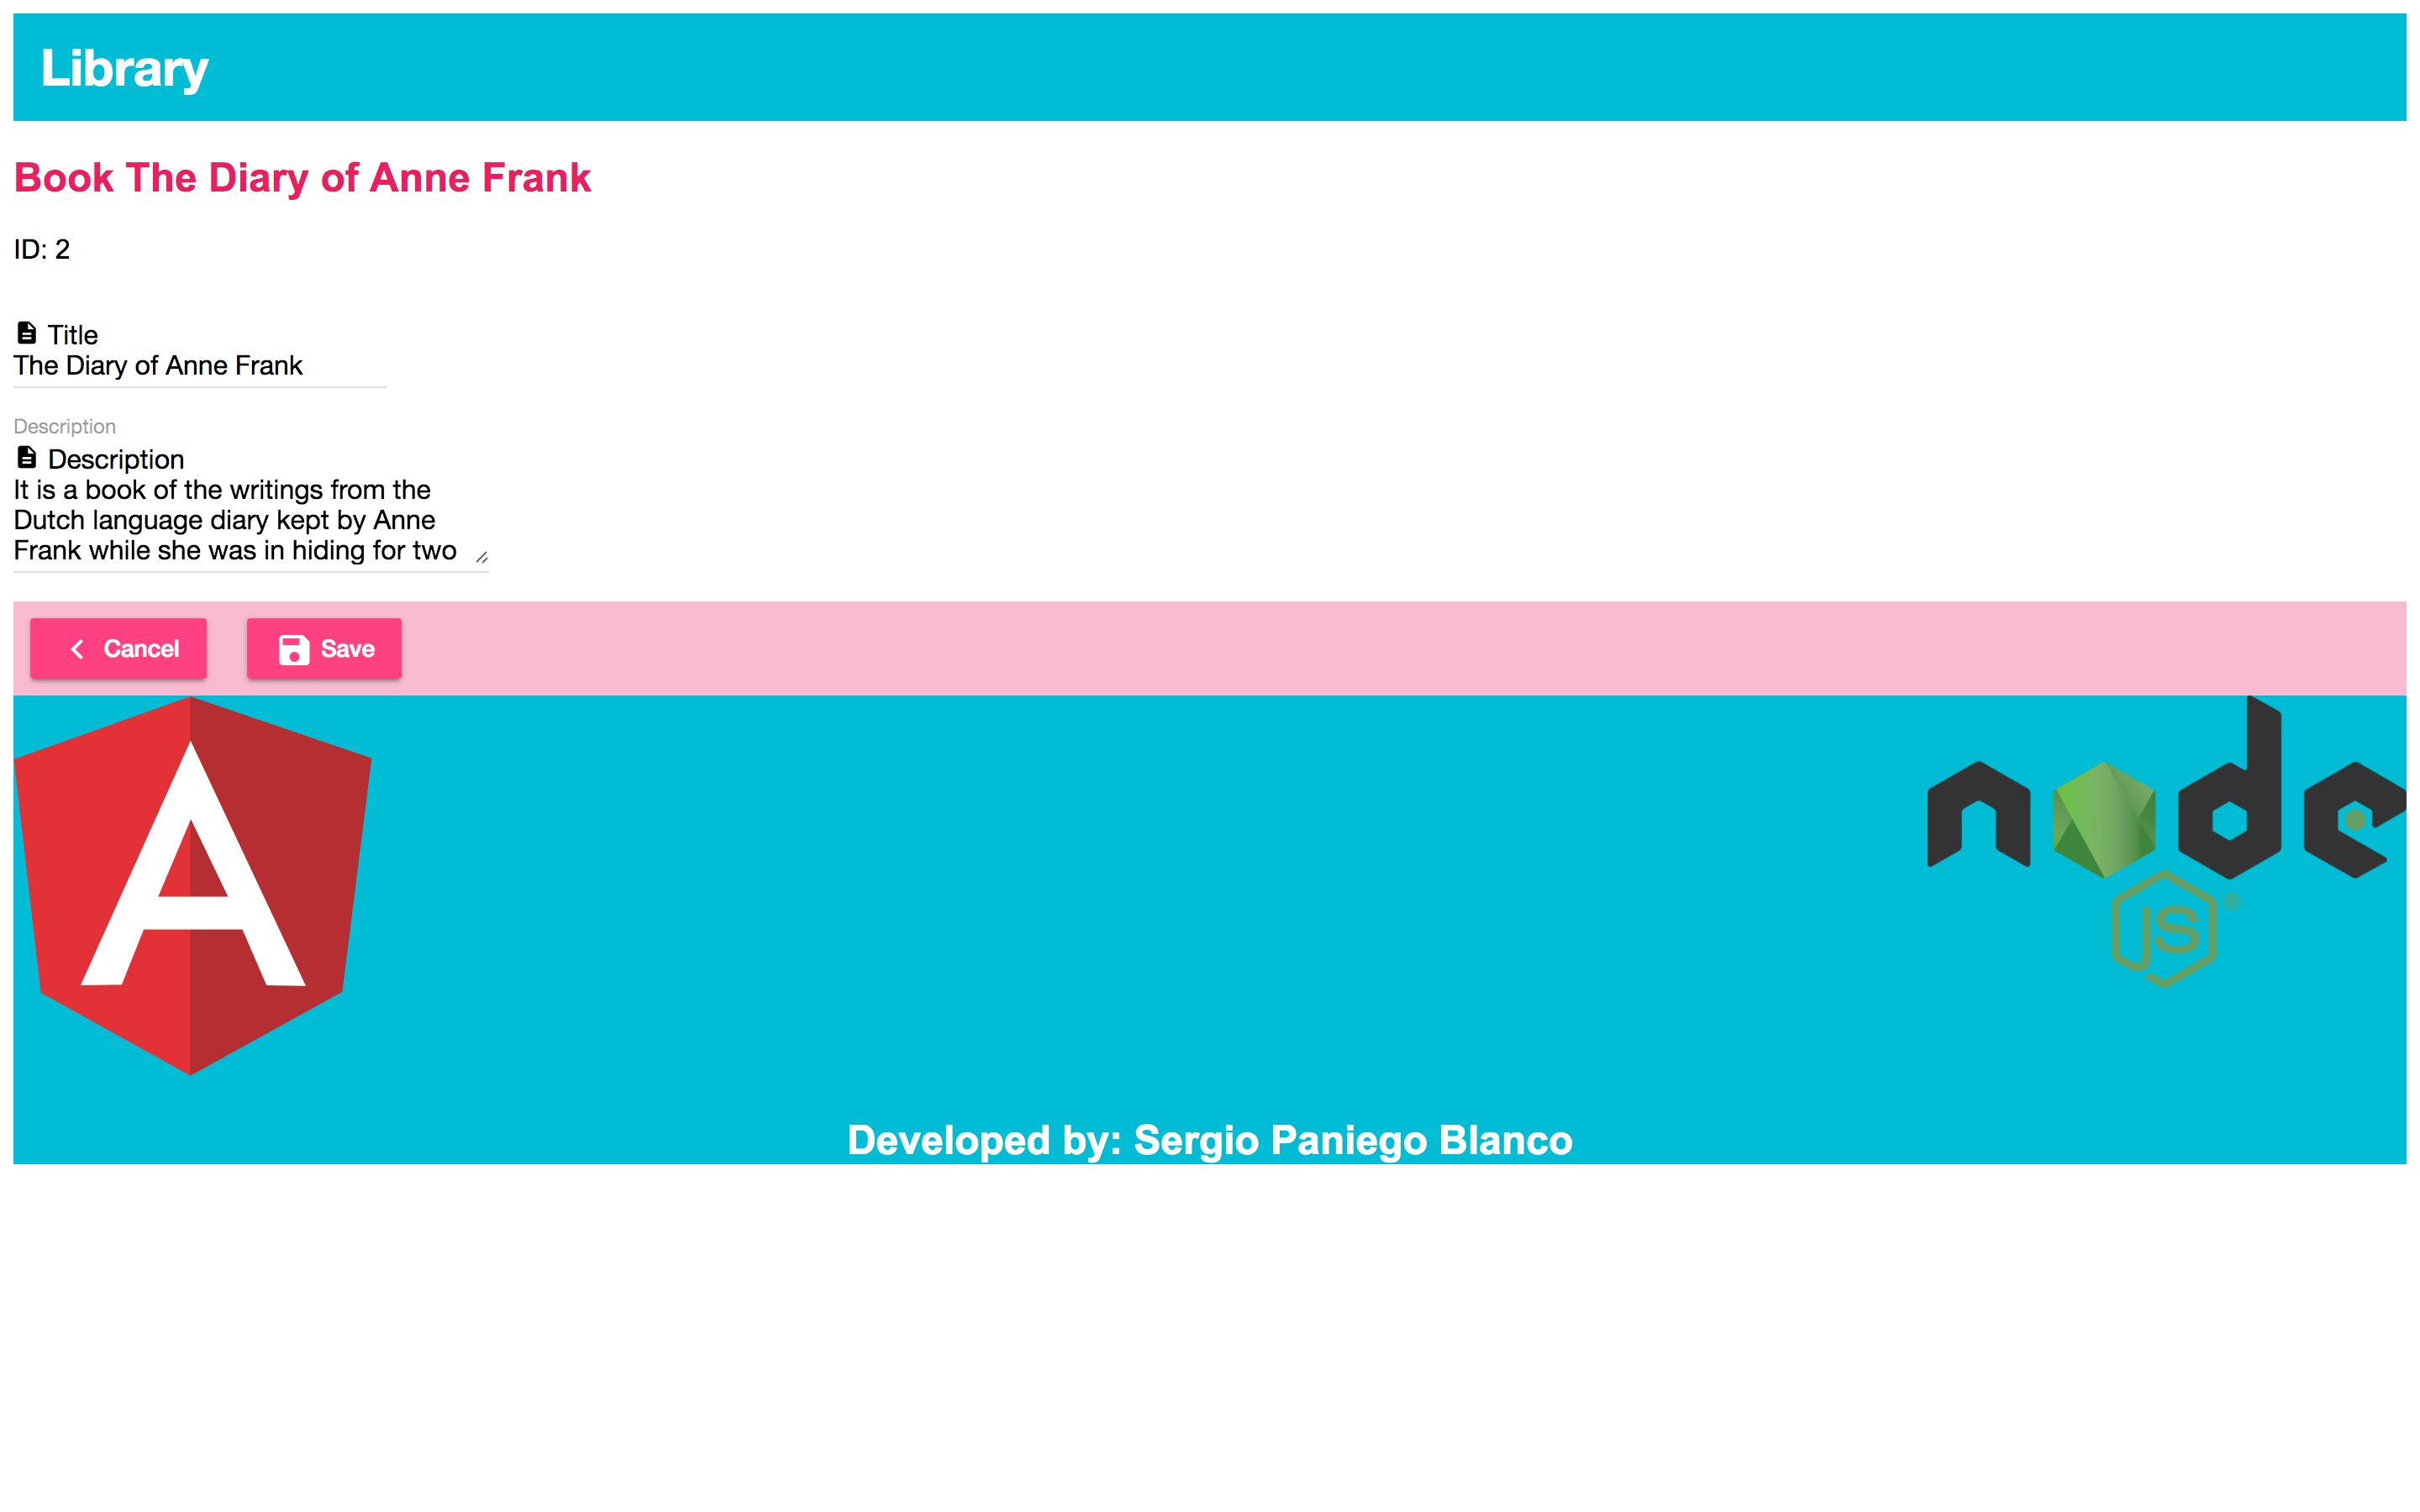 Library
Book The Diary of Anne Frank
ID: 2
Title
The Diary of Anne Frank
Description
Description
It is a book of the writings from the
Dutch language diary kept by Anne
Frank while she was in hiding for two
Cancel Save
A
node
JS®
Developed by: Sergio Paniego Blanco